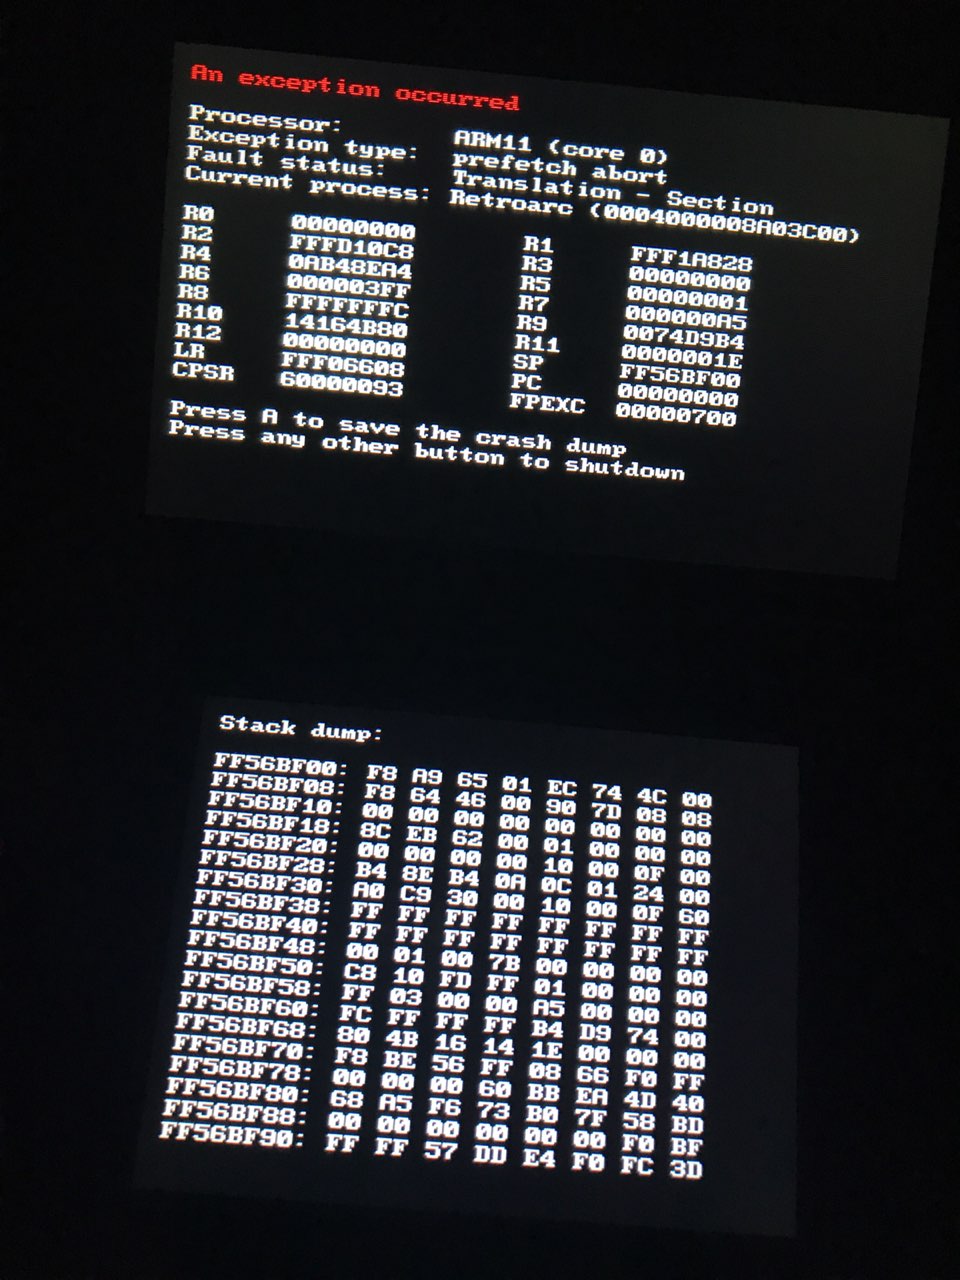 An exception occurred
Processor: ARM11 (core 0)
Exception type: prefetch abort
Fault status: Translation - Section
Current process: Retroarc (0004000008A03C00)
R0 00000000 R1 FFF1A828
R2 FFFD10C8 R3 00000000
R4 0AB48EA4 R5 00000001
R6 000003FF R7 000000A5
R8 FFFFFFFC R9 0074D9B4
R10 14164B80 R11 0000001E
R12 00000000 SP FF56BF00
LR FFF06608 PC 00000000
CPSR 60000093 FPEXC 00000700
Press A to save the crash dump
Press any other button to shutdown
Stack dump:
FF56BF00: F8 A9 65 01 EC 74 4C 00
FF56BF08: F8 64 46 00 90 7D 08 08
FF56BF10: 00 00 00 00 00 00 00 00
FF56BF18: 8C EB 62 00 01 00 00 00
FF56BF20: 00 00 00 00 10 00 0F 00
FF56BF28: B4 8E B4 0A 0C 01 24 00
FF56BF30: A0 C9 30 00 10 00 0F 60
FF56BF38: FF FF FF FF FF FF FF FF
FF56BF40: FF FF FF FF FF FF FF FF
FF56BF48: 00 01 00 7B 00 00 00 00
FF56BF50: C8 10 FD FF 01 00 00 00
FF56BF58: FF 03 00 00 A5 00 00 00
FF56BF60: FC FF FF FF B4 D9 74 00
FF56BF68: 80 4B 16 14 1E 00 00 00
FF56BF70: F8 BE 56 FF 08 66 F0 FF
FF56BF78: 00 00 00 60 BB EA 4D 40
FF56BF80: 68 A5 F6 73 B0 7F 58 BD
FF56BF88: 00 00 00 00 00 00 F0 BF
FF56BF90: FF FF 57 DD E4 F0 FC 3D